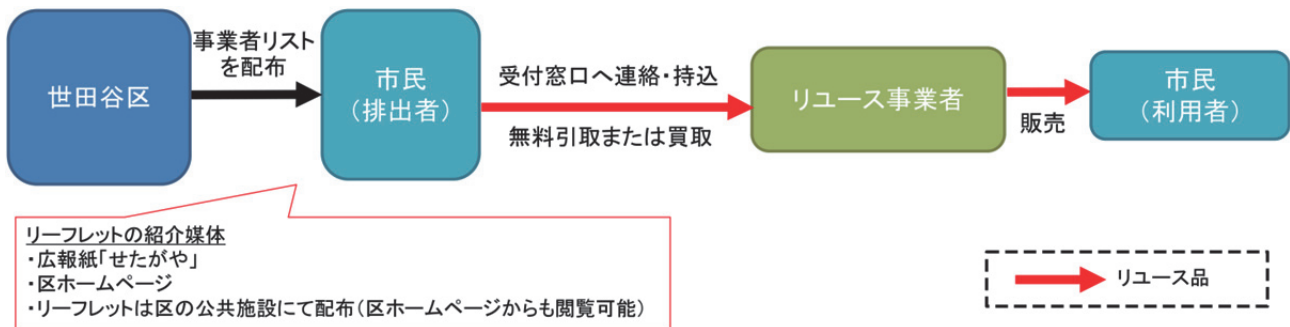 世田谷区
事業者リスト
を配布
市民
（排出者）
受付窓口へ連絡・持込
無料引取または買取
リユース事業者
販売
市民
（利用者）
リーフレットの紹介媒体
・広報紙「せたがや」
・区ホームページ
・リーフレットは区の公共施設にて配布（区ホームページからも閲覧可能）
リユース品